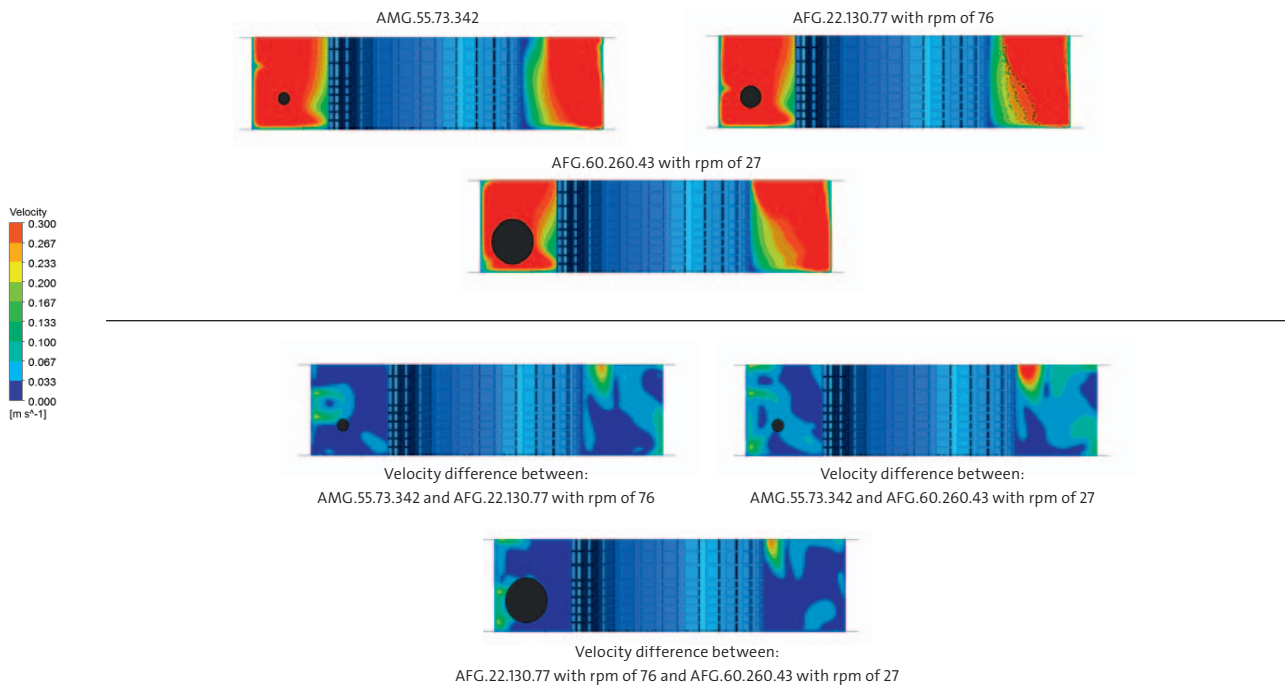 AMG.55.73.342
AFG.22.130.77 with rpm of 76
AFG.60.260.43 with rpm of 27
Velocity
0.300
0.267
0.233
0.200
0.167
0.133
0.100
0.067
0.033
0.000
[m s^-1]
Velocity difference between:
AMG.55.73.342 and AFG.22.130.77 with rpm of 76
Velocity difference between:
AMG.55.73.342 and AFG.60.260.43 with rpm of 27
Velocity difference between:
AFG.22.130.77 with rpm of 76 and AFG.60.260.43 with rpm of 27